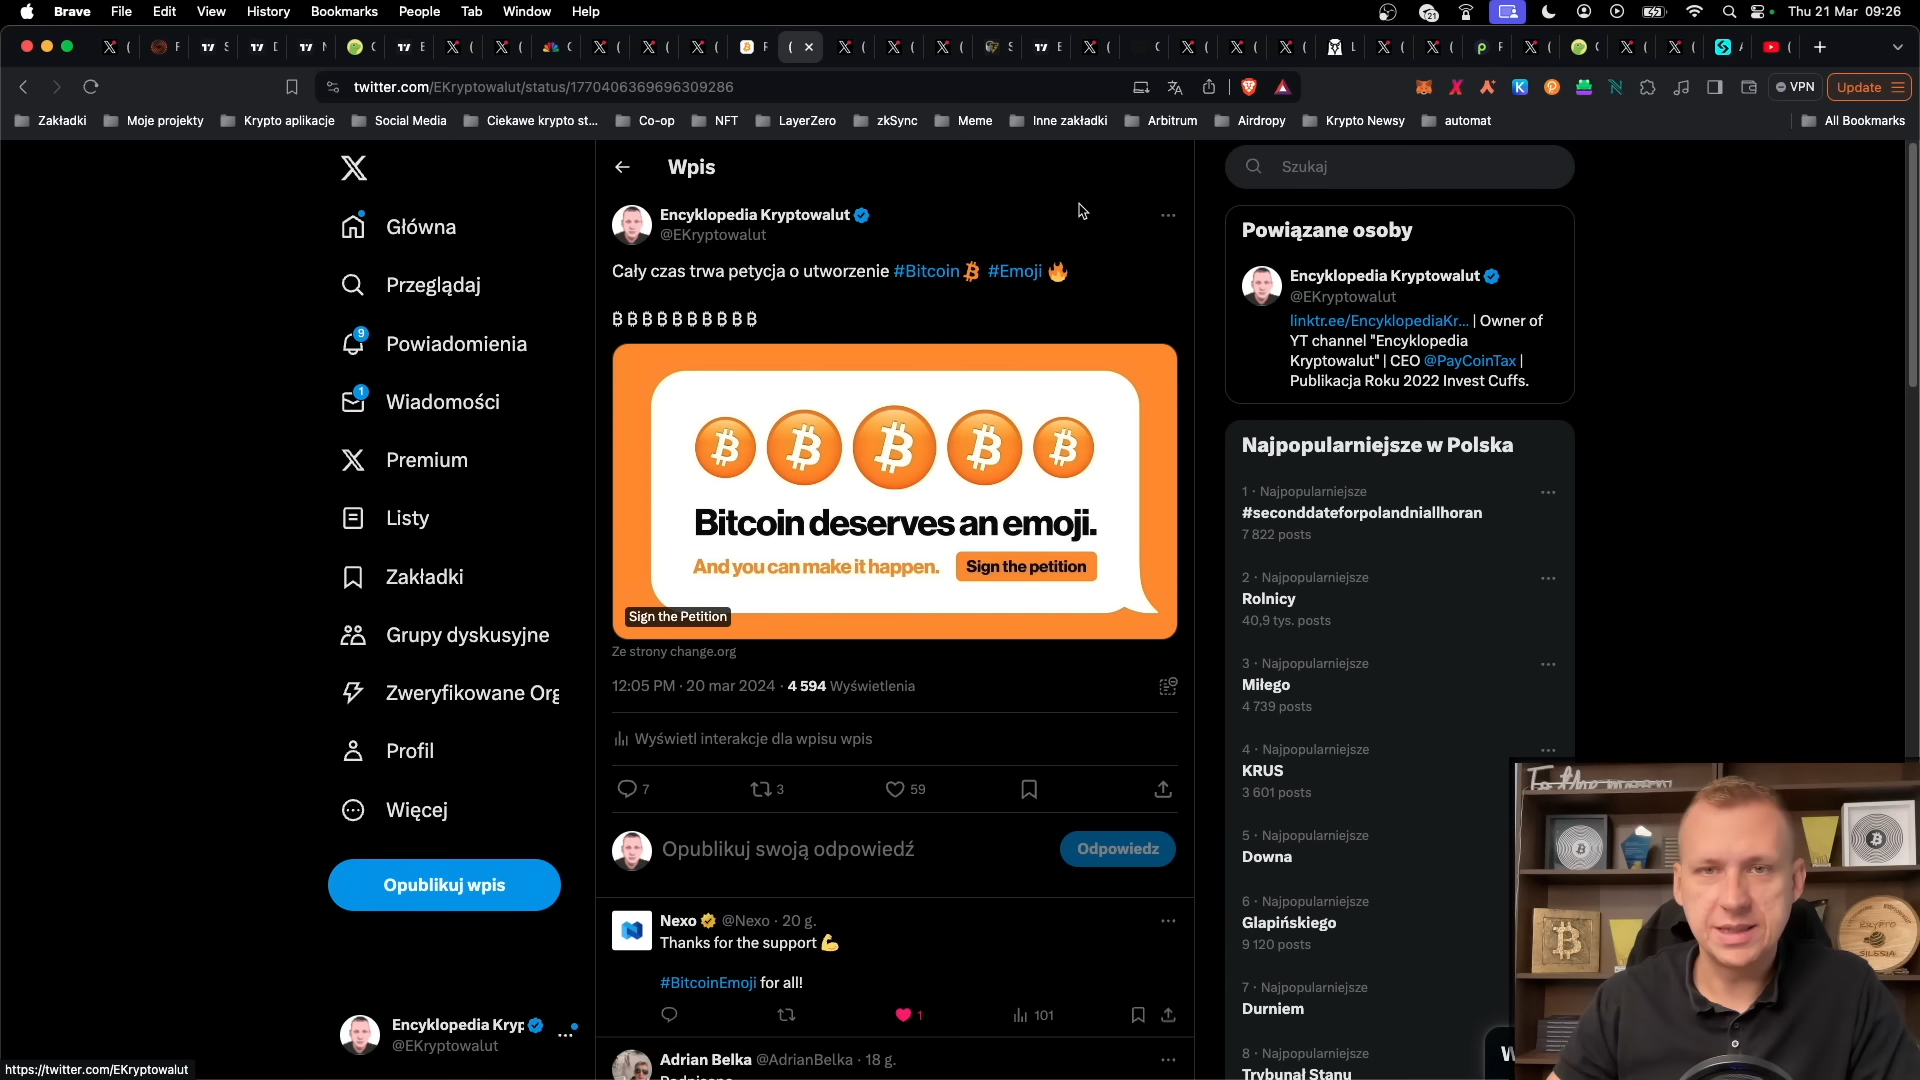 Brave File Edit View History Bookmarks People Tab Window Help
21
Thu 21 Mar 09:26
twitter.com/EKryptowalut/status/1770406369696309286
VPN
Update
Zakładki
Moje projekty
Krypto aplikacje
Social Media
Ciekawe krypto st...
Co-op
NFT
LayerZero
zkSync
Meme
Inne zakładki
Arbitrum
Airdropy
Krypto Newsy
automat
All Bookmarks
Główna
Przeglądaj
9
Powiadomienia
1
Wiadomości
Premium
Listy
Zakładki
Grupy dyskusyjne
Zweryfikowane Org
Profil
Więcej
Opublikuj wpis
Encyklopedia Kryp
@EKryptowalut
https://twitter.com/EKryptowalut
Wpis
Encyklopedia Kryptowalut
@EKryptowalut
Cały czas trwa petycja o utworzenie #Bitcoin #Emoji 🔥
₿ ₿ ₿ ₿ ₿ ₿ ₿ ₿ ₿ ₿
Bitcoin deserves an emoji.
And you can make it happen. Sign the petition
Sign the Petition
Ze strony change.org
12:05 PM · 20 mar 2024 · 4 594 Wyświetlenia
Wyświetl interakcje dla wpisu wpis
7 3 59
Opublikuj swoją odpowiedź
Odpowiedz
Nexo @Nexo · 20 g.
Thanks for the support 💪
#BitcoinEmoji for all!
1 101
Adrian Belka @AdrianBelka · 18 g.
Szukaj
Powiązane osoby
Encyklopedia Kryptowalut
@EKryptowalut
linktr.ee/EncyklopediaKr... | Owner of
YT channel "Encyklopedia
Kryptowalut" | CEO @PayCoinTax |
Publikacja Roku 2022 Invest Cuffs.
Najpopularniejsze w Polska
1 · Najpopularniejsze
#seconddateforpolandniallhoran
7 822 posts
2 · Najpopularniejsze
Rolnicy
40,9 tys. posts
3 · Najpopularniejsze
Miłego
4 739 posts
4 · Najpopularniejsze
KRUS
3 601 posts
5 · Najpopularniejsze
Downa
6 · Najpopularniejsze
Glapińskiego
9 120 posts
7 · Najpopularniejsze
Durniem
8 · Najpopularniejsze
Trybunał Stanu
To the moon
KRYPTO
SILESIA